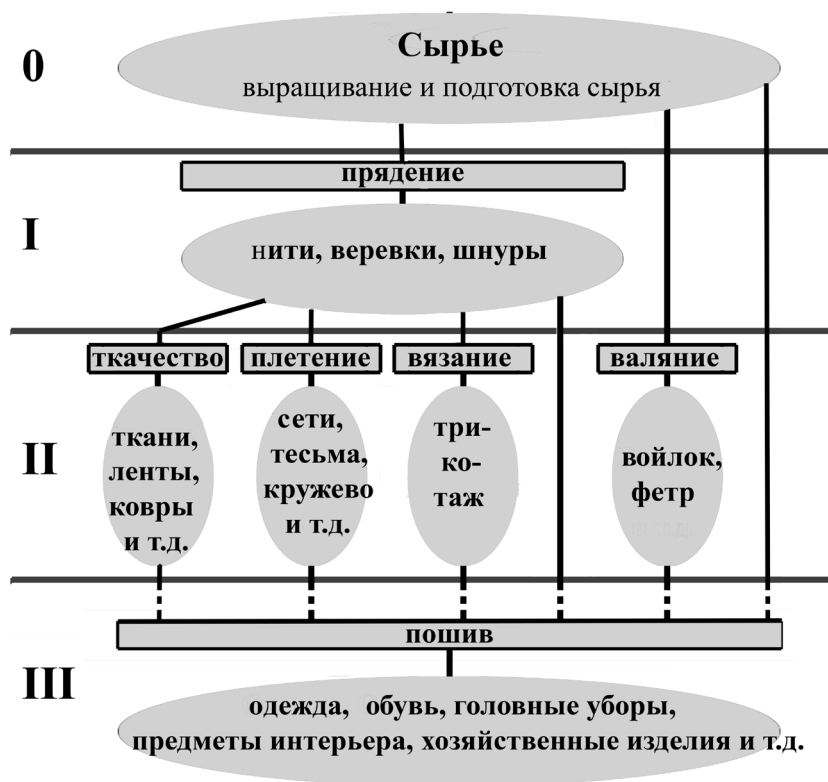 0
Сырье
выращивание и подготовка сырья
прядение
I
нити, веревки, шнуры
ткачество
плетение
вязание
валяние
II
ткани,
ленты,
ковры
и т.д.
сети,
тесьма,
кружево
и т.д.
три-
ко-
таж
войлок,
фетр
пошив
III
одежда, обувь, головные уборы,
предметы интерьера, хозяйственные изделия и т.д.